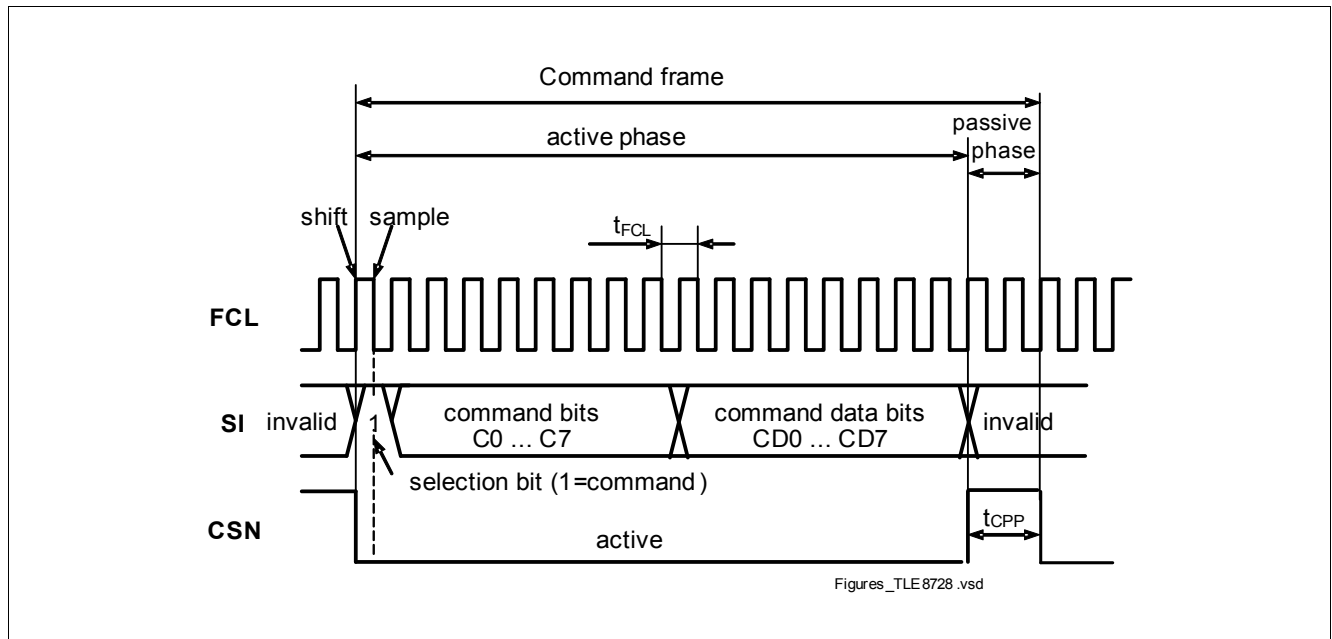 Command frame
active phase
passive
phase
shift sample
tFCL
FCL
SI
invalid
1
command bits
C0 ... C7
command data bits
CD0 ... CD7
invalid
selection bit (1=command )
CSN
active
tCPP
Figures_TLE8728 .vsd